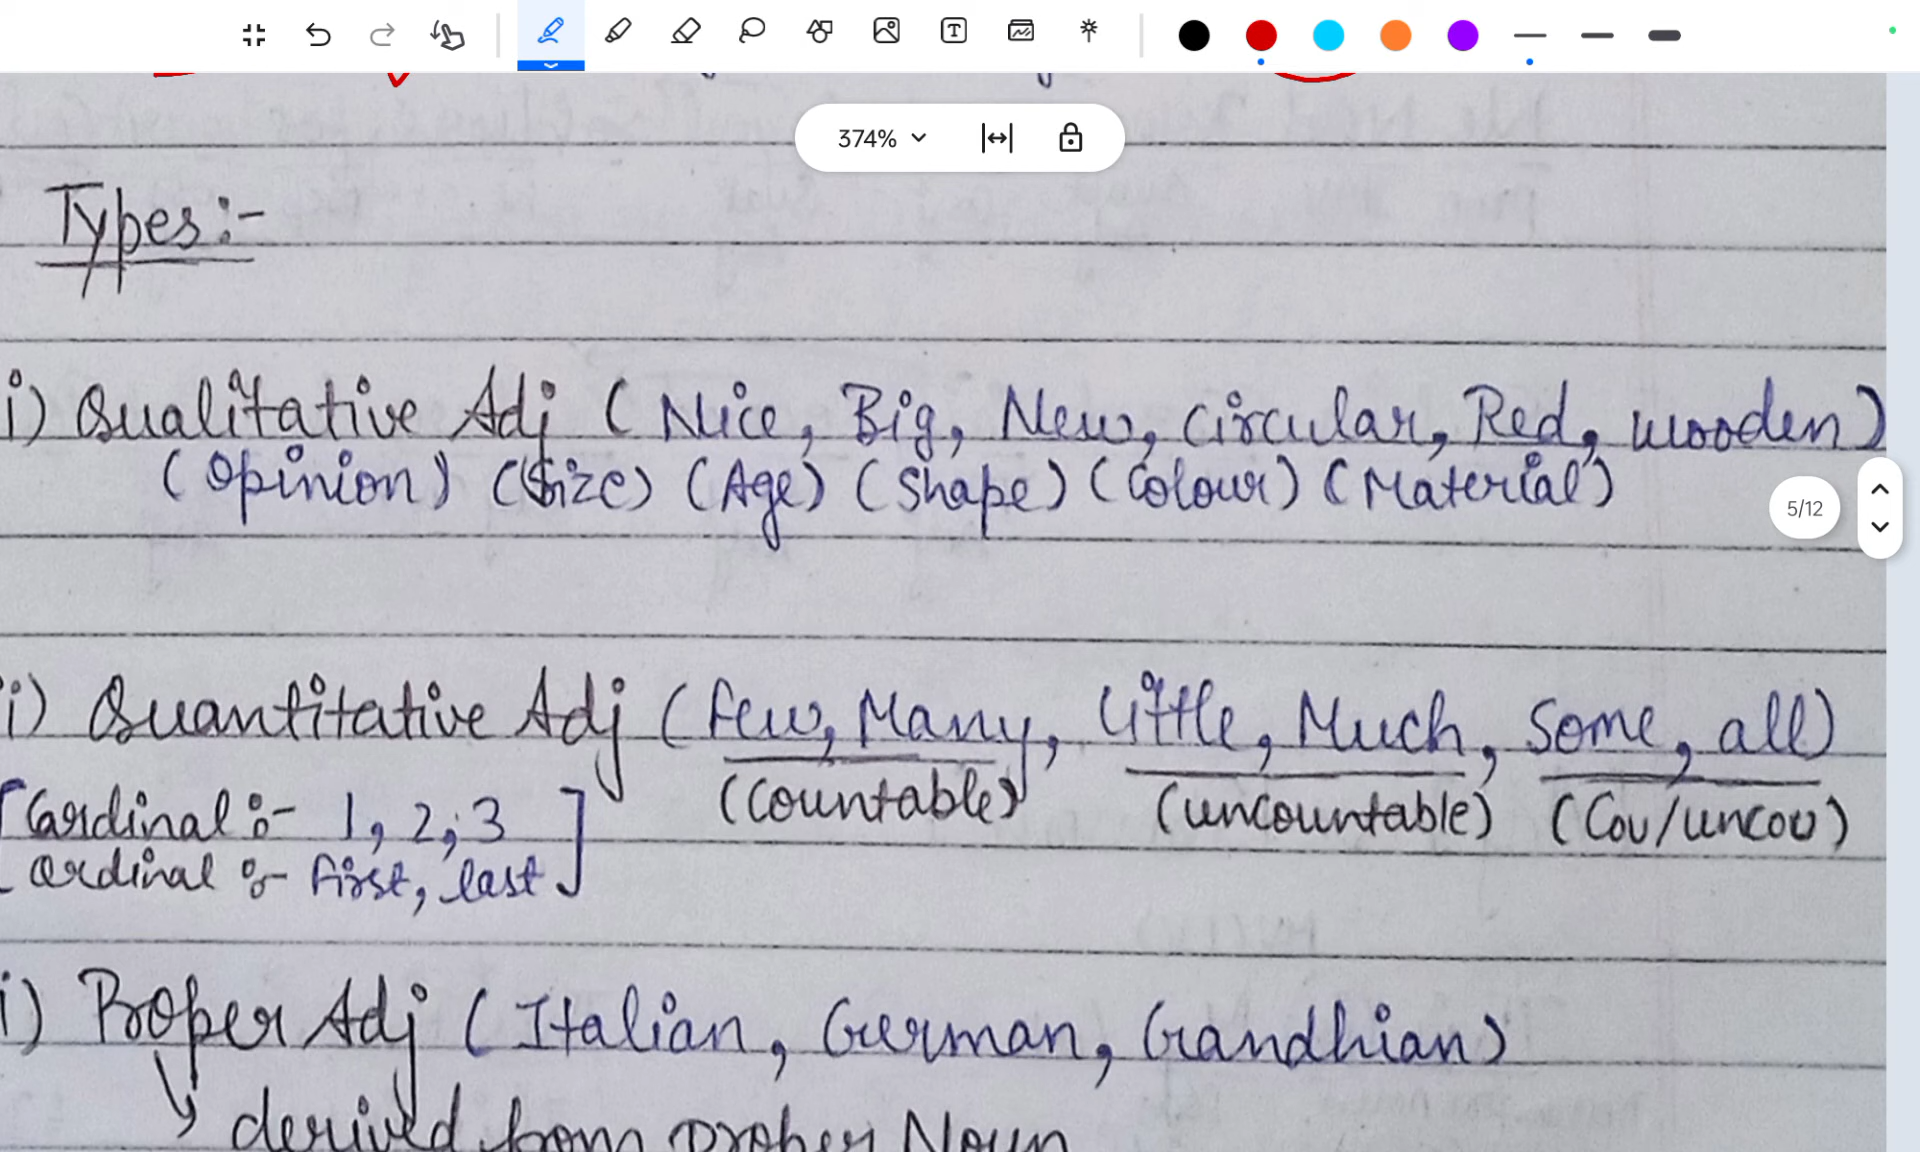 374%
Types:-
i) Qualitative Adj ( Nice, Big, New, Circular, Red, wooden )
(Opinion) (Size) (Age) (Shape) (Colour) (Material)
5/12
ii) Quantitative Adj ( few, Many, little, Much, some, all )
(Countable) (uncountable) (Cou/uncou)
[ Cardinal :- 1, 2, 3 ]
[ Ordinal :- first, last ]
i) Proper Adj ( Italian, German, Gandhian )
derived from proper Noun